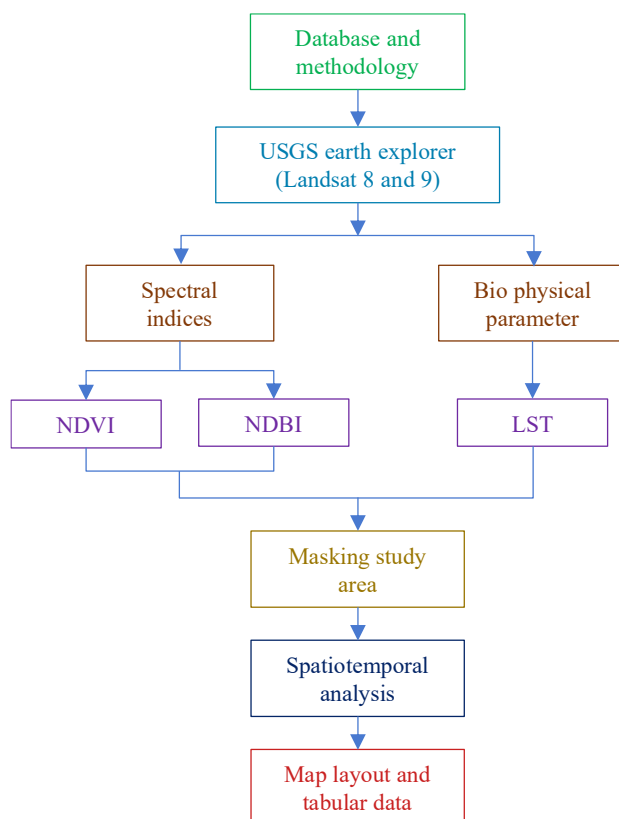 Database and
methodology
USGS earth explorer
(Landsat 8 and 9)
Spectral
indices
Bio physical
parameter
NDVI
NDBI
LST
Masking study
area
Spatiotemporal
analysis
Map layout and
tabular data